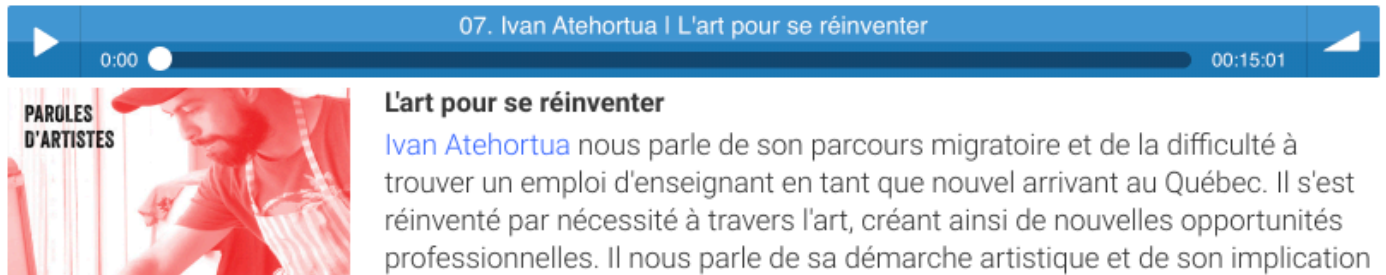 07. Ivan Atehortua | L'art pour se réinventer
0:00
00:15:01
PAROLES
D'ARTISTES
L'art pour se réinventer
Ivan Atehortua nous parle de son parcours migratoire et de la difficulté à
trouver un emploi d'enseignant en tant que nouvel arrivant au Québec. Il s'est
réinventé par nécessité à travers l'art, créant ainsi de nouvelles opportunités
professionnelles. Il nous parle de sa démarche artistique et de son implication